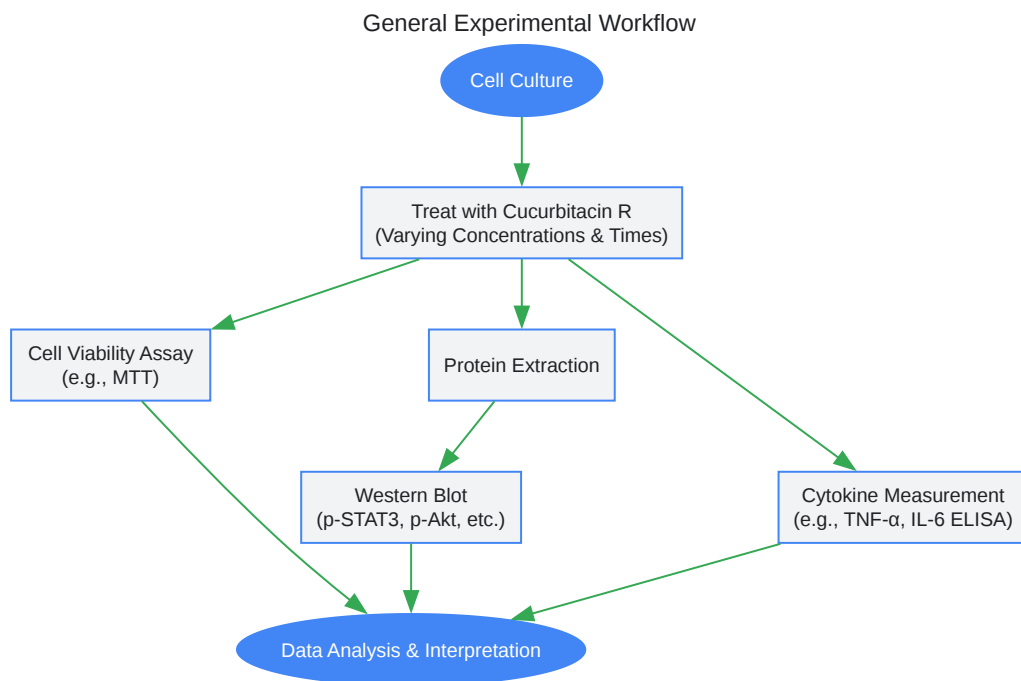 General Experimental Workflow
Cell Culture
Treat with Cucurbitacin R
(Varying Concentrations & Times)
Cell Viability Assay
(e.g., MTT)
Protein Extraction
Western Blot
(p-STAT3, p-Akt, etc.)
Cytokine Measurement
(e.g., TNF-α, IL-6 ELISA)
Data Analysis & Interpretation